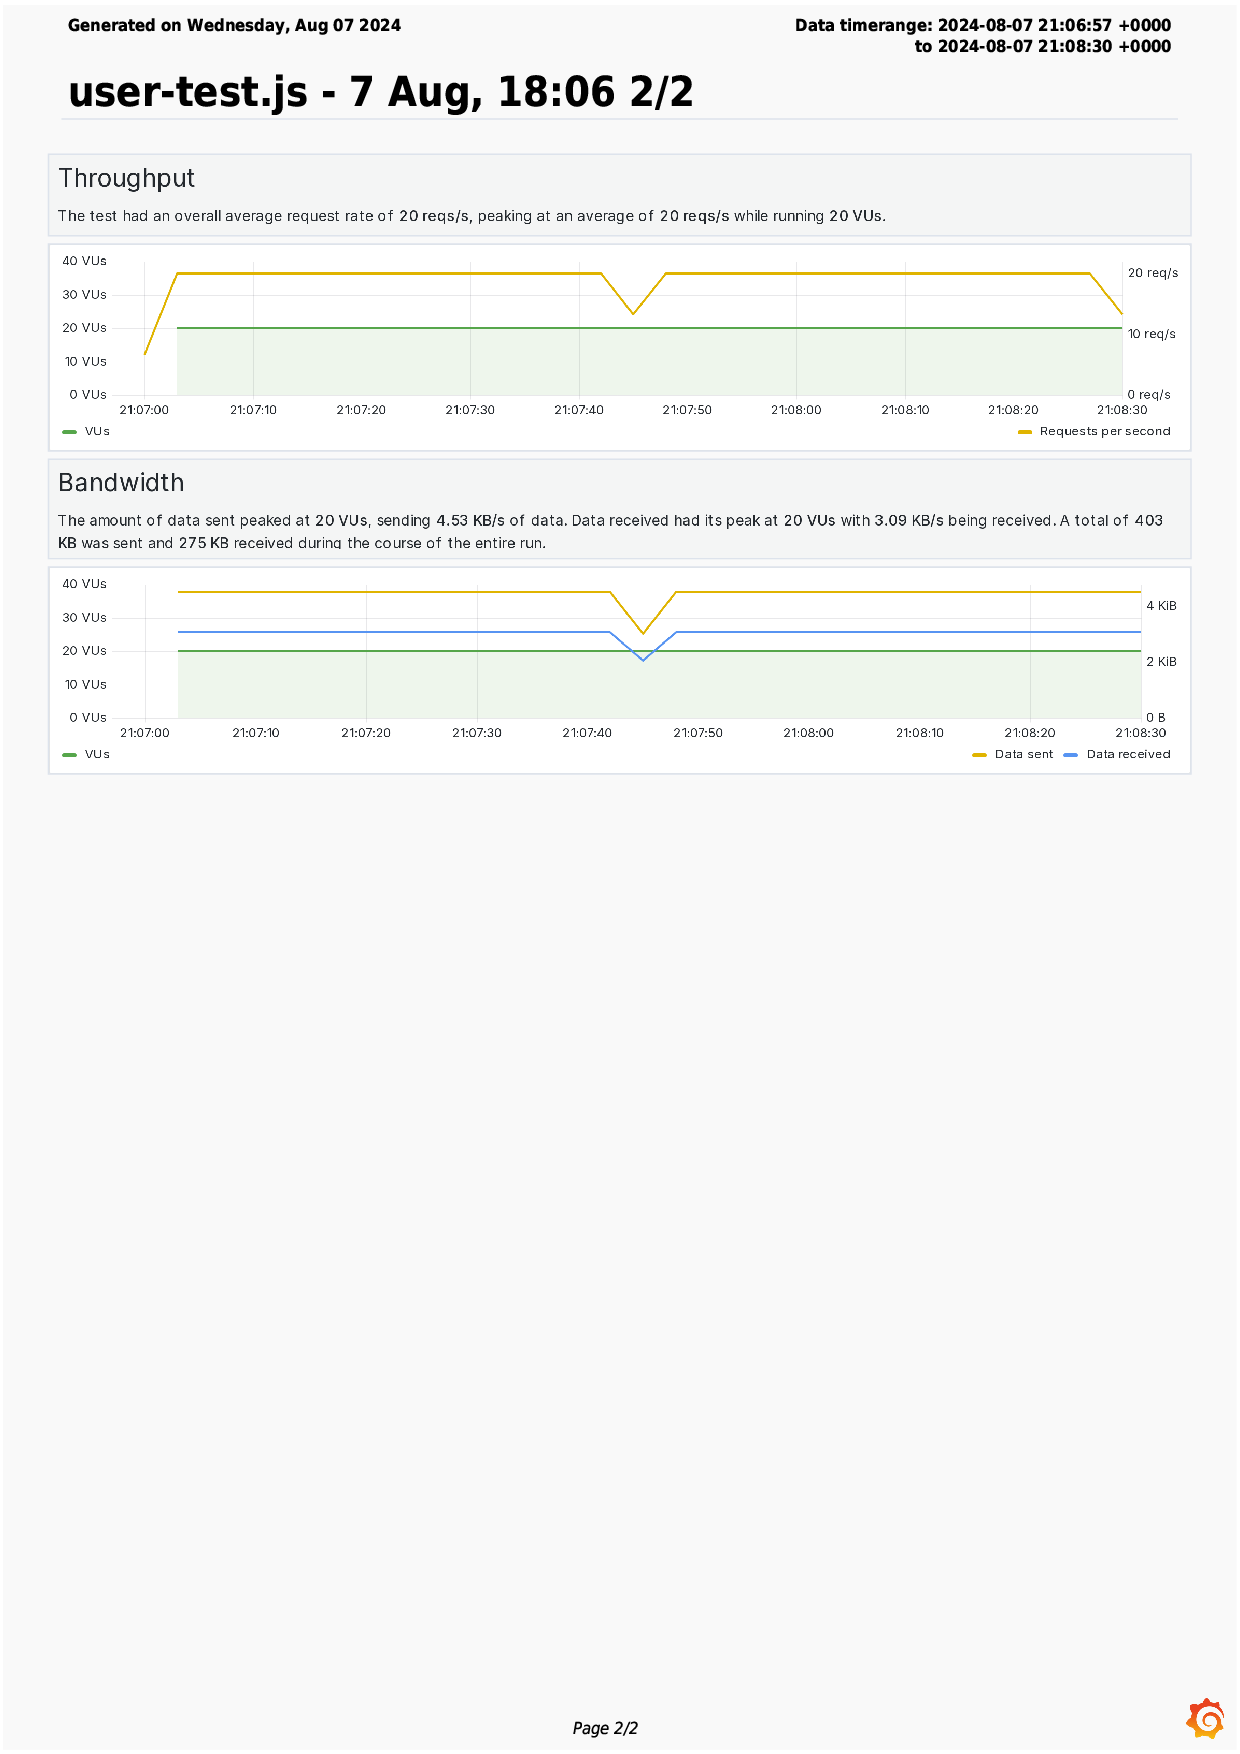 Generated on Wednesday, Aug 07 2024
Data timerange: 2024-08-07 21:06:57 +0000
to 2024-08-07 21:08:30 +0000
user-test.js - 7 Aug, 18:06 2/2
Throughput
The test had an overall average request rate of 20 reqs/s, peaking at an average of 20 reqs/s while running 20 VUs.
40 VUs
30 VUs
20 VUs
10 VUs
0 VUs
20 req/s
10 req/s
0 req/s
21:07:00 21:07:10 21:07:20 21:07:30 21:07:40 21:07:50 21:08:00 21:08:10 21:08:20 21:08:30
VUs Requests per second
Bandwidth
The amount of data sent peaked at 20 VUs, sending 4.53 KB/s of data. Data received had its peak at 20 VUs with 3.09 KB/s being received. A total of 403
KB was sent and 275 KB received during the course of the entire run.
40 VUs
30 VUs
20 VUs
10 VUs
0 VUs
4 KiB
2 KiB
0 B
21:07:00 21:07:10 21:07:20 21:07:30 21:07:40 21:07:50 21:08:00 21:08:10 21:08:20 21:08:30
VUs Data sent Data received
Page 2/2